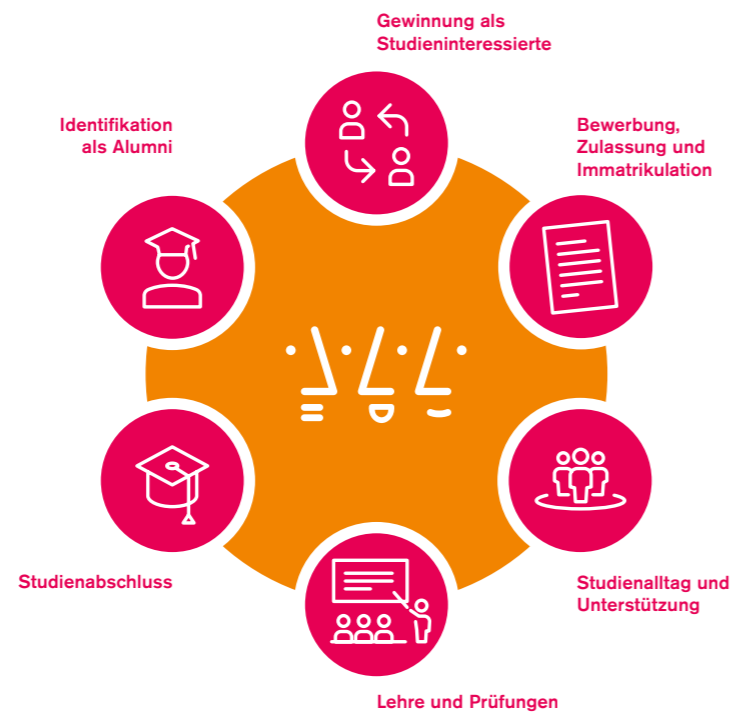 Gewinnung als
Studieninteressierte
Bewerbung,
Zulassung und
Immatrikulation
Studienalltag und
Unterstützung
Lehre und Prüfungen
Studienabschluss
Identifikation
als Alumni